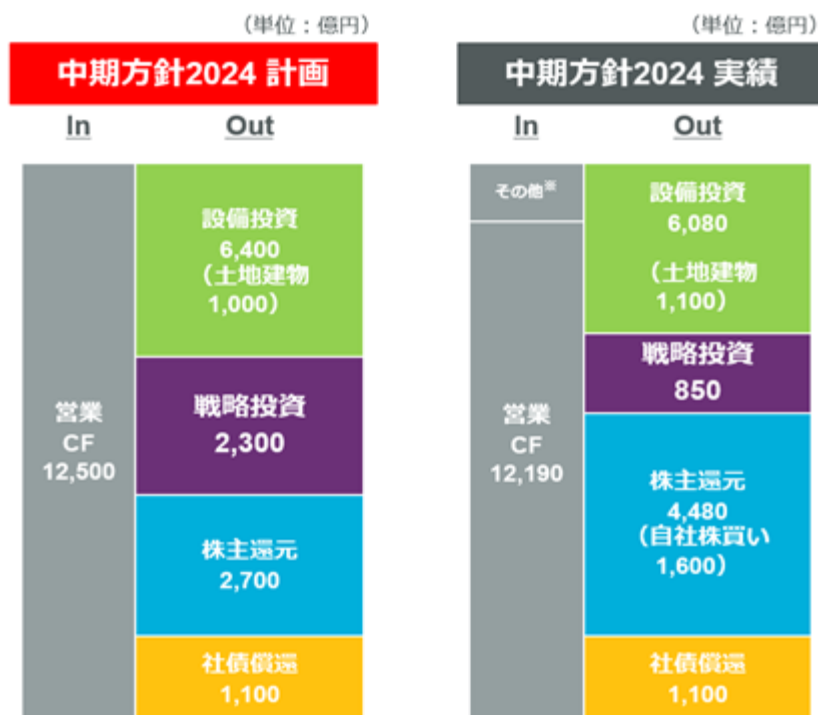 （単位：億円）
中期方針2024 計画
In Out
設備投資
6,400
（土地建物
1,000）
戦略投資
2,300
営業
CF
12,500
株主還元
2,700
社債償還
1,100
（単位：億円）
中期方針2024 実績
In Out
その他※
設備投資
6,080
（土地建物
1,100）
戦略投資
850
営業
CF
12,190
株主還元
4,480
（自社株買い
1,600）
社債償還
1,100